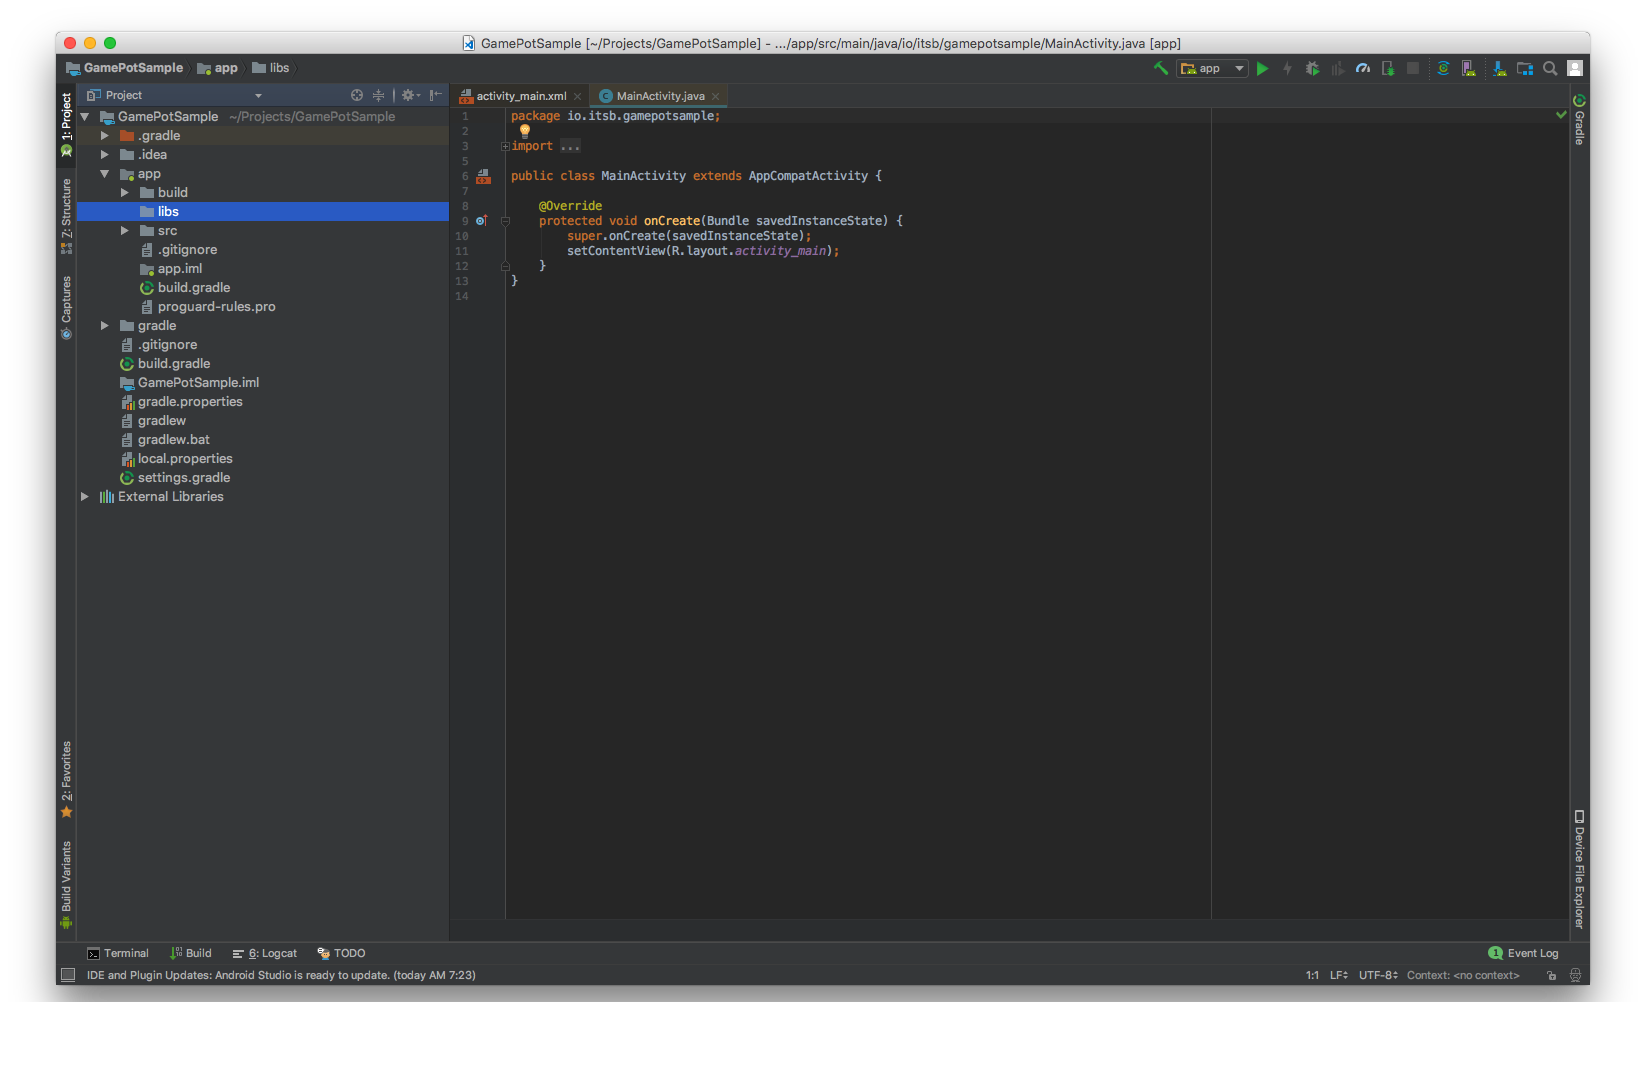 GamePotSample [~/Projects/GamePotSample] - .../app/src/main/java/io/itsb/gamepotsample/MainActivity.java [app]
GamePotSample app libs
app
Project
activity_main.xml
MainActivity.java
1: Project
7: Structure
Captures
2: Favorites
Build Variants
GamePotSample ~/Projects/GamePotSample
.gradle
.idea
app
build
libs
src
.gitignore
app.iml
build.gradle
proguard-rules.pro
gradle
.gitignore
build.gradle
GamePotSample.iml
gradle.properties
gradlew
gradlew.bat
local.properties
settings.gradle
External Libraries
1 package io.itsb.gamepotsample;
2
3 import ...
5
6 public class MainActivity extends AppCompatActivity {
7
8 @Override
9 protected void onCreate(Bundle savedInstanceState) {
10 super.onCreate(savedInstanceState);
11 setContentView(R.layout.activity_main);
12 }
13 }
14
Gradle
Device File Explorer
Terminal
Build
6: Logcat
TODO
1 Event Log
IDE and Plugin Updates: Android Studio is ready to update. (today AM 7:23)
1:1 LF UTF-8 Context: <no context>